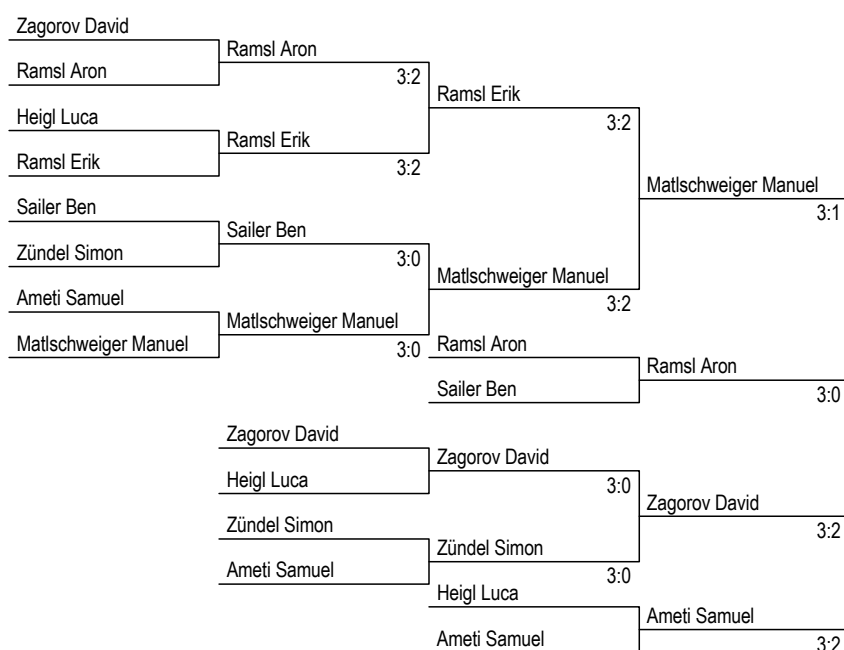 Zagorov David
Ramsl Aron
Ramsl Aron
3:2
Ramsl Erik
3:2
Heigl Luca
Ramsl Erik
Ramsl Erik
3:2
Matlschweiger Manuel
3:1
Sailer Ben
Sailer Ben
3:0
Zündel Simon
Matlschweiger Manuel
3:2
Ameti Samuel
Matlschweiger Manuel
3:0
Matlschweiger Manuel
Ramsl Aron
Ramsl Aron
3:0
Sailer Ben
Zagorov David
Zagorov David
3:0
Heigl Luca
Zagorov David
3:2
Zündel Simon
Zündel Simon
3:0
Ameti Samuel
Heigl Luca
Ameti Samuel
3:2
Ameti Samuel